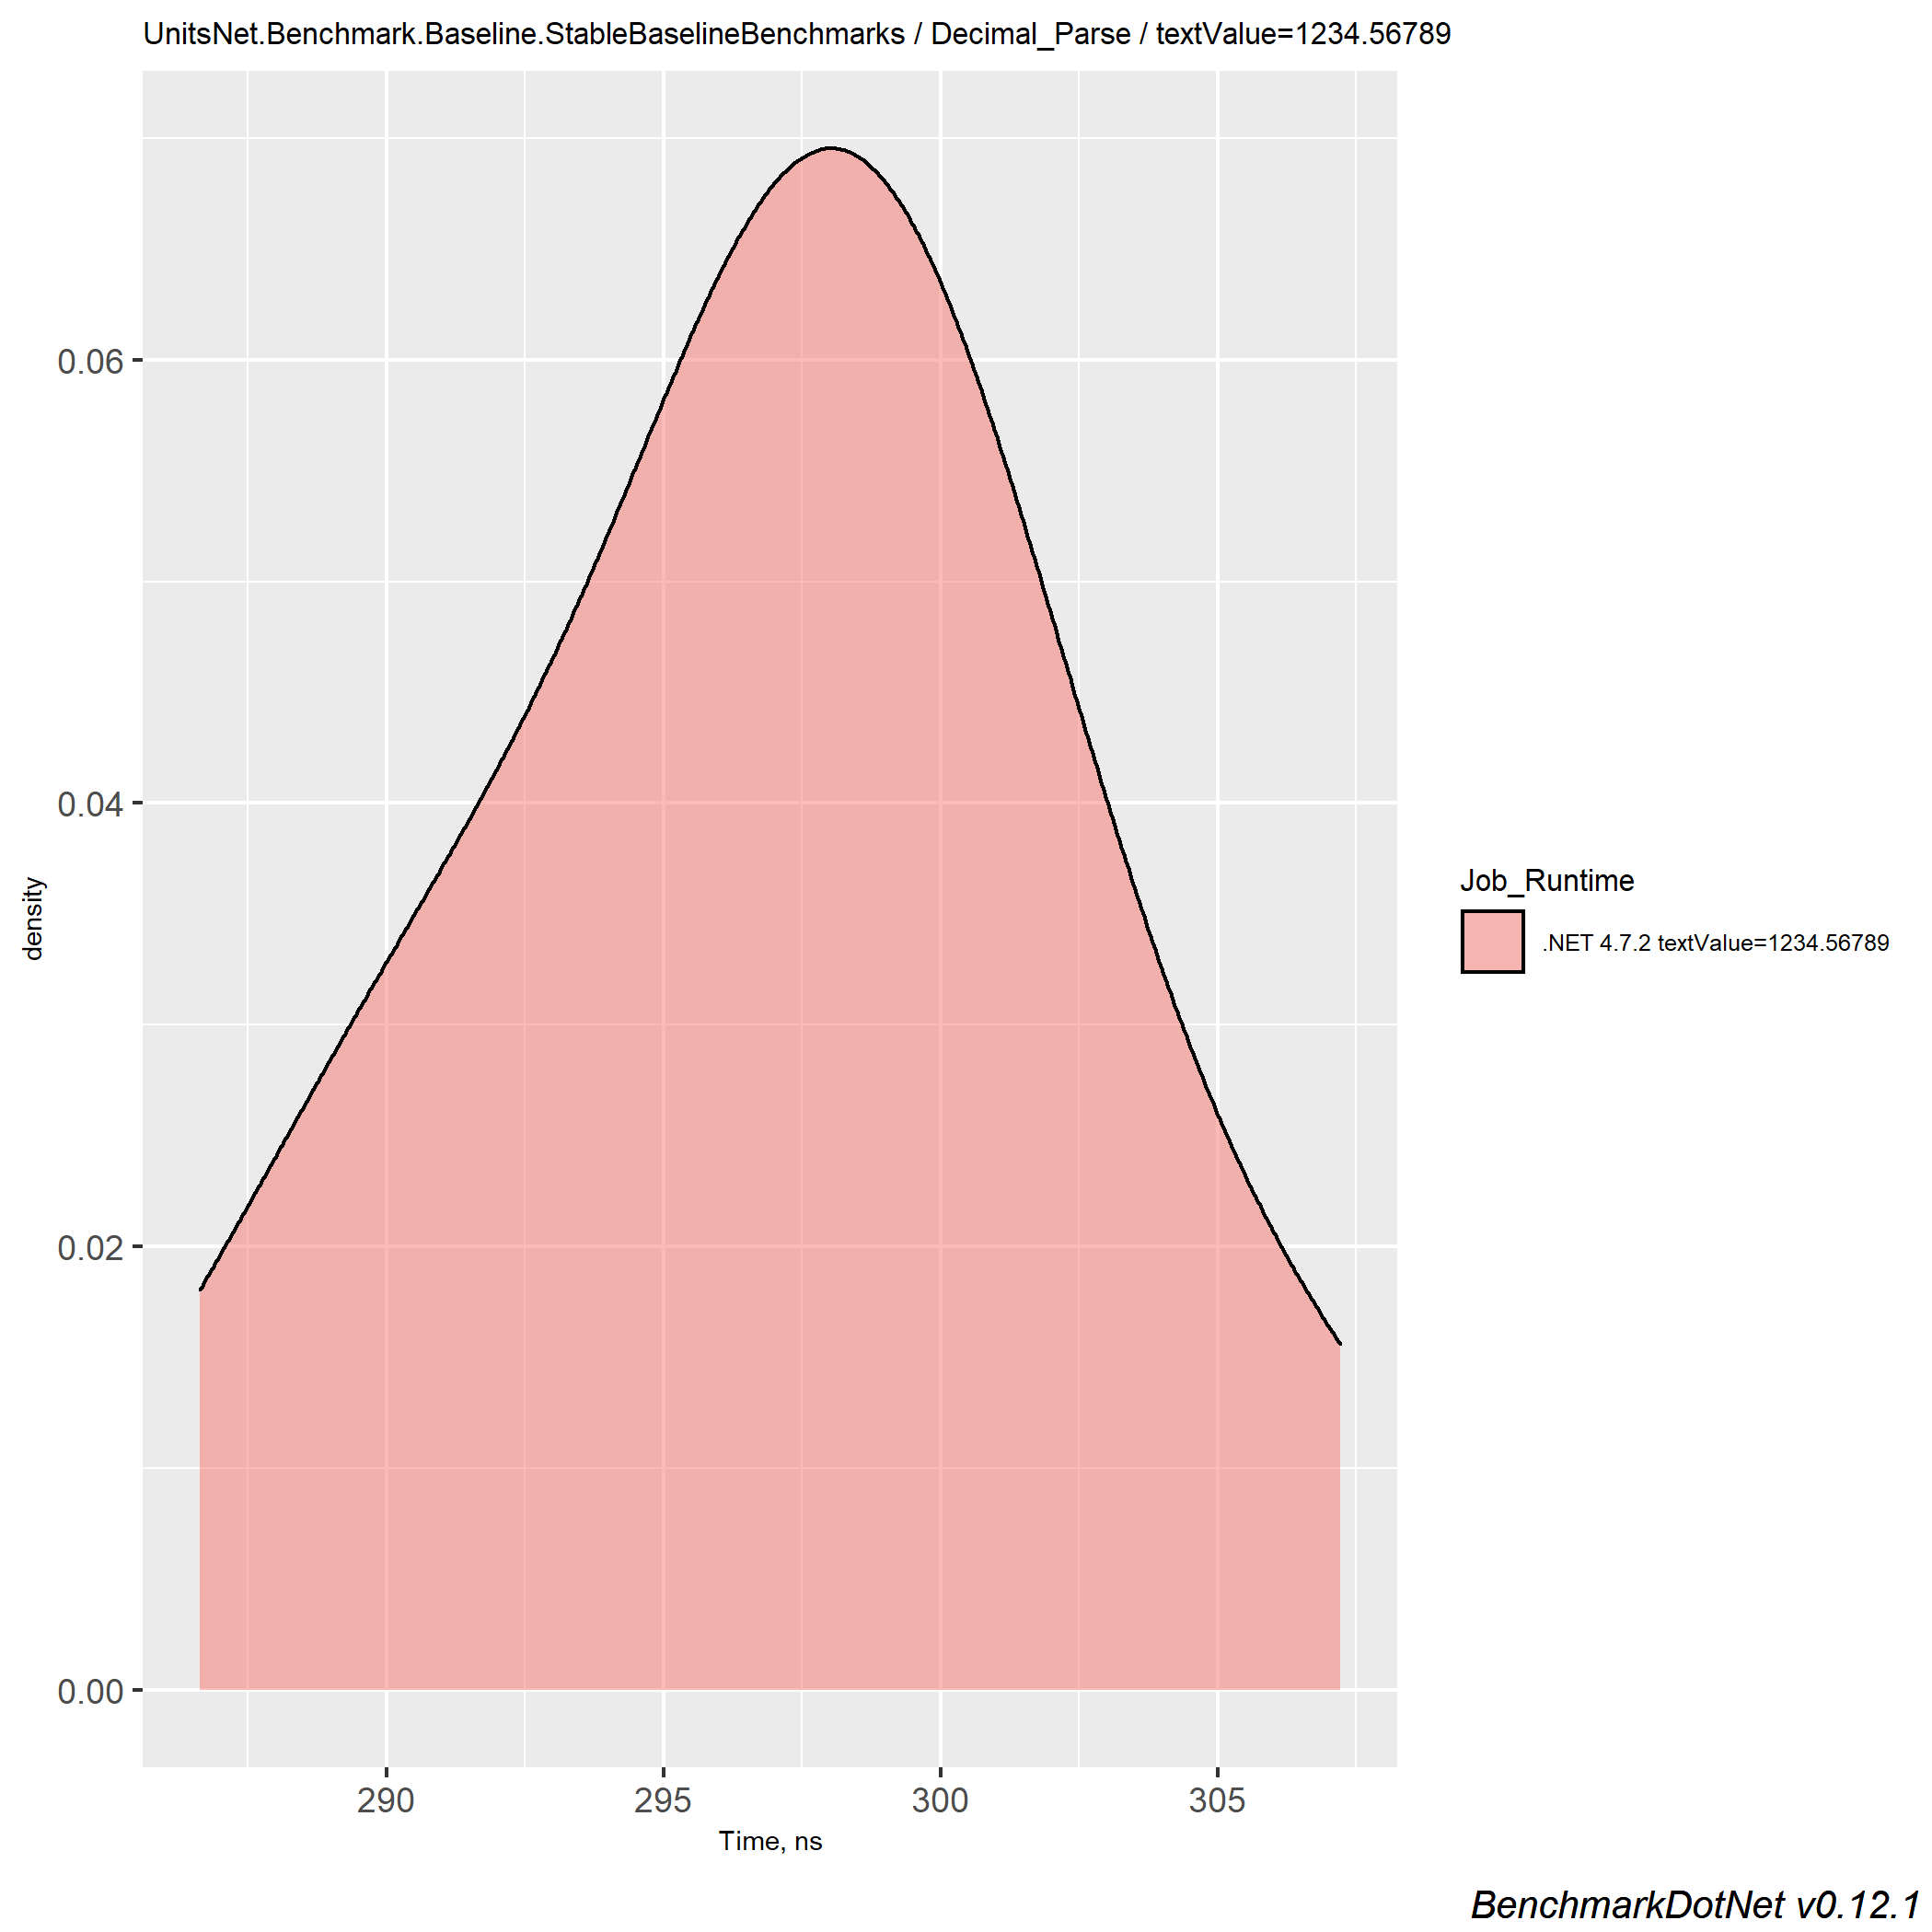 UnitsNet.Benchmark.Baseline.StableBaselineBenchmarks / Decimal_Parse / textValue=1234.56789
0.06
0.04
0.02
0.00
density
290 295 300 305
Time, ns
Job_Runtime
.NET 4.7.2 textValue=1234.56789
BenchmarkDotNet v0.12.1